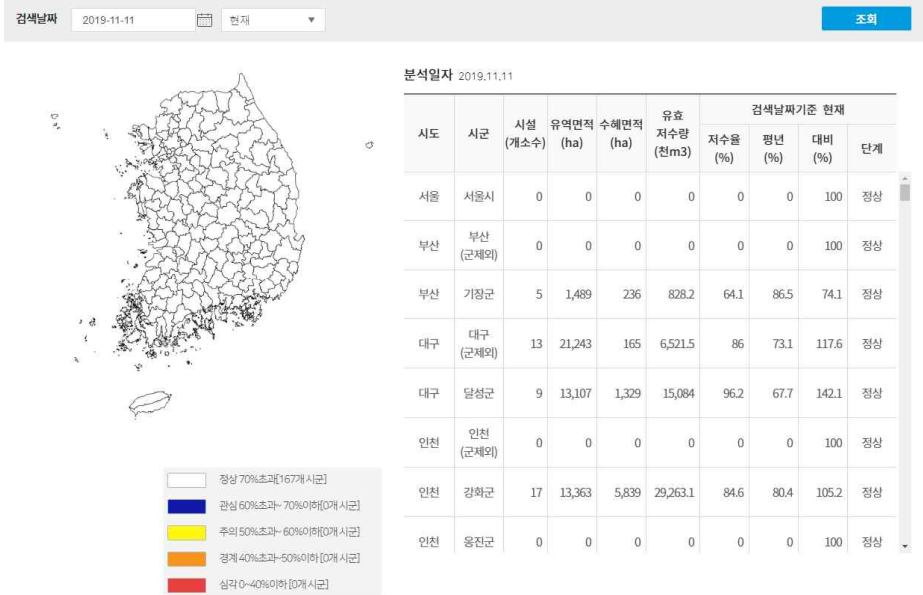 검색날짜 2019-11-11 현재 조회
분석일자 2019.11.11
시도 시군 시설 (개소수) 유역면적 (ha) 수혜면적 (ha) 유효 저수량 (천m3) 검색날짜기준 현재
저수율 (%) 평년 (%) 대비 (%) 단계
서울 서울시 0 0 0 0 0 0 100 정상
부산 부산 (군제외) 0 0 0 0 0 0 100 정상
부산 기장군 5 1,489 236 828.2 64.1 86.5 74.1 정상
대구 대구 (군제외) 13 21,243 165 6,521.5 86 73.1 117.6 정상
대구 달성군 9 13,107 1,329 15,084 96.2 67.7 142.1 정상
인천 인천 (군제외) 0 0 0 0 0 0 100 정상
인천 강화군 17 13,363 5,839 29,263.1 84.6 80.4 105.2 정상
인천 옹진군 0 0 0 0 0 0 100 정상
정상 70%초과[167개 시군]
관심 60%초과~ 70%이하[0개 시군]
주의 50%초과~ 60%이하[0개 시군]
경계 40%초과~50%이하 [0개 시군]
심각 0~40%이하 [0개 시군]